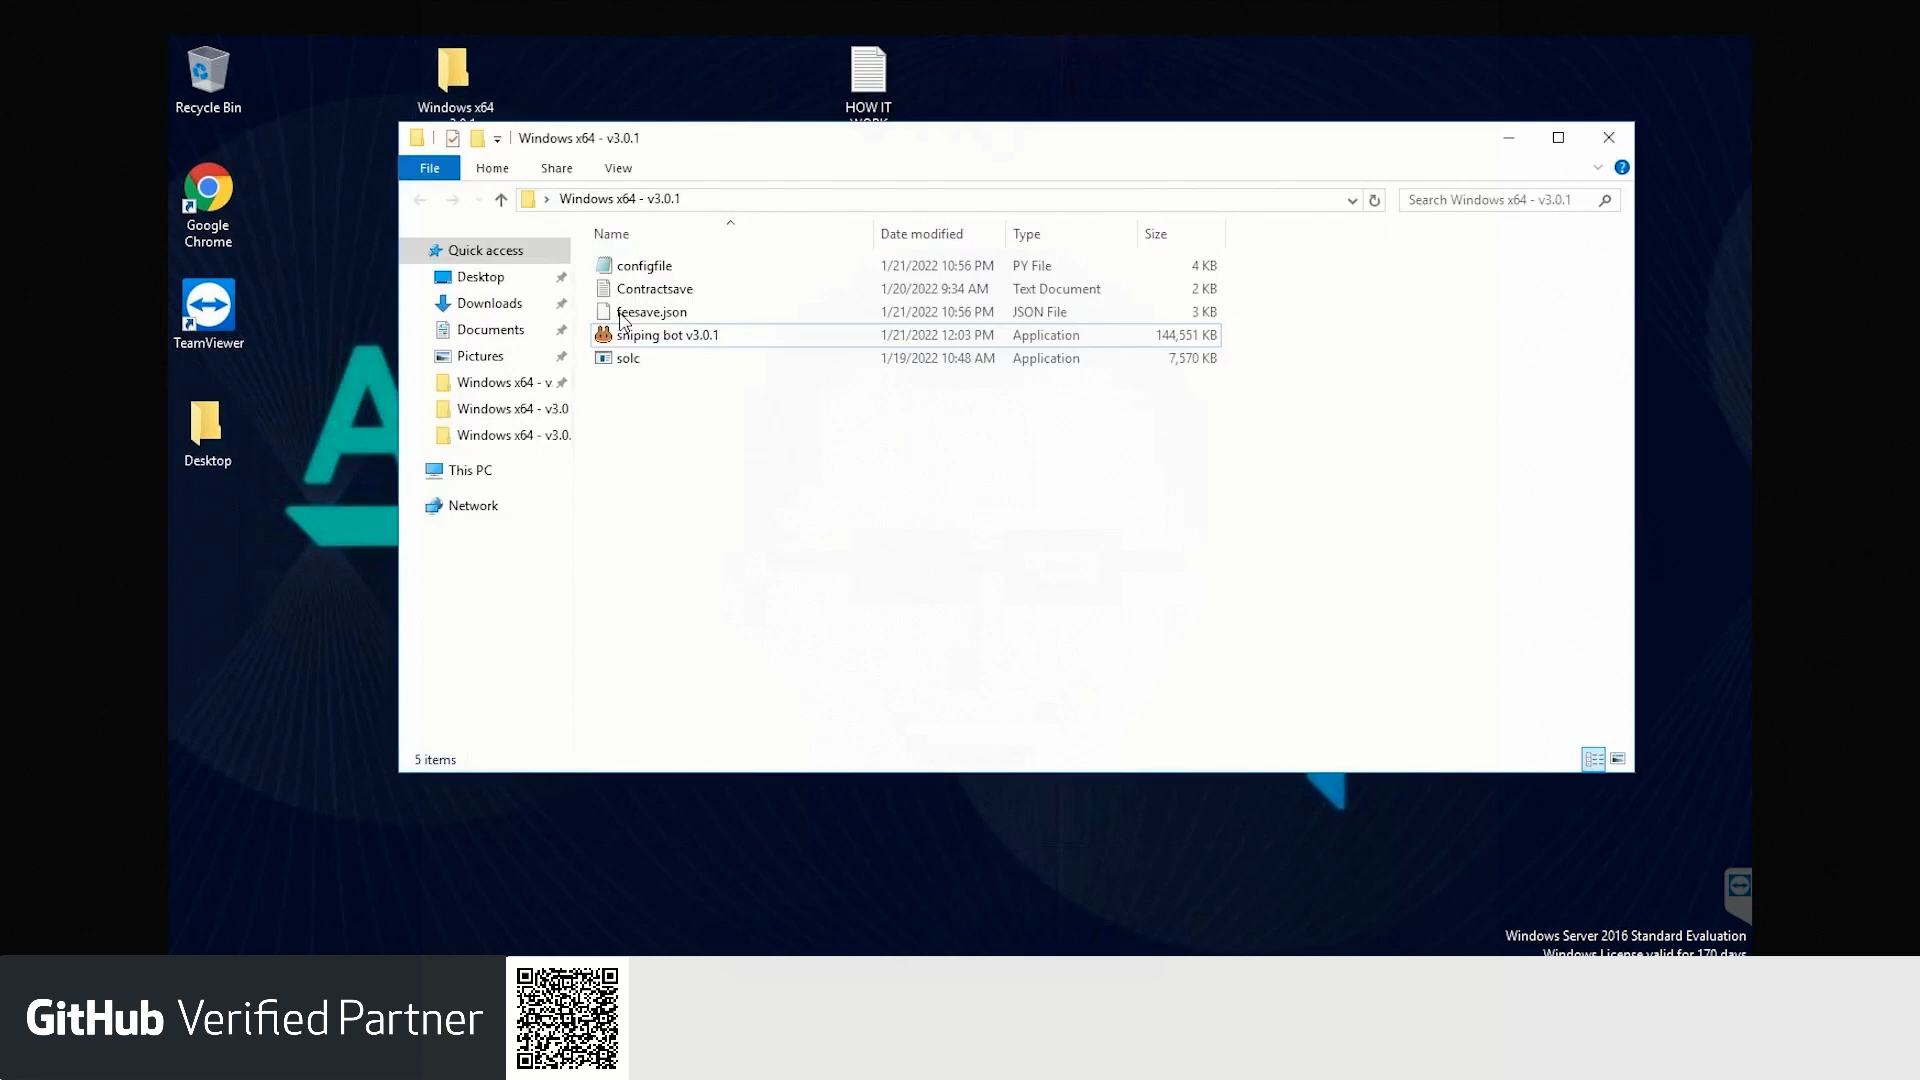 Recycle Bin
Windows x64
HOW IT
WORK
Google
Chrome
TeamViewer
Desktop
Windows x64 - v3.0.1
File
Home
Share
View
Windows x64 - v3.0.1
Search Windows x64 - v3.0.1
Quick access
Desktop
Downloads
Documents
Pictures
Windows x64 - v
Windows x64 - v3.0
Windows x64 - v3.0.
This PC
Network
Name Date modified Type Size
configfile 1/21/2022 10:56 PM PY File 4 KB
Contractsave 1/20/2022 9:34 AM Text Document 2 KB
feesave.json 1/21/2022 10:56 PM JSON File 3 KB
sniping bot v3.0.1 1/21/2022 12:03 PM Application 144,551 KB
solc 1/19/2022 10:48 AM Application 7,570 KB
5 items
Windows Server 2016 Standard Evaluation
Windows License valid for 170 days
GitHub Verified Partner